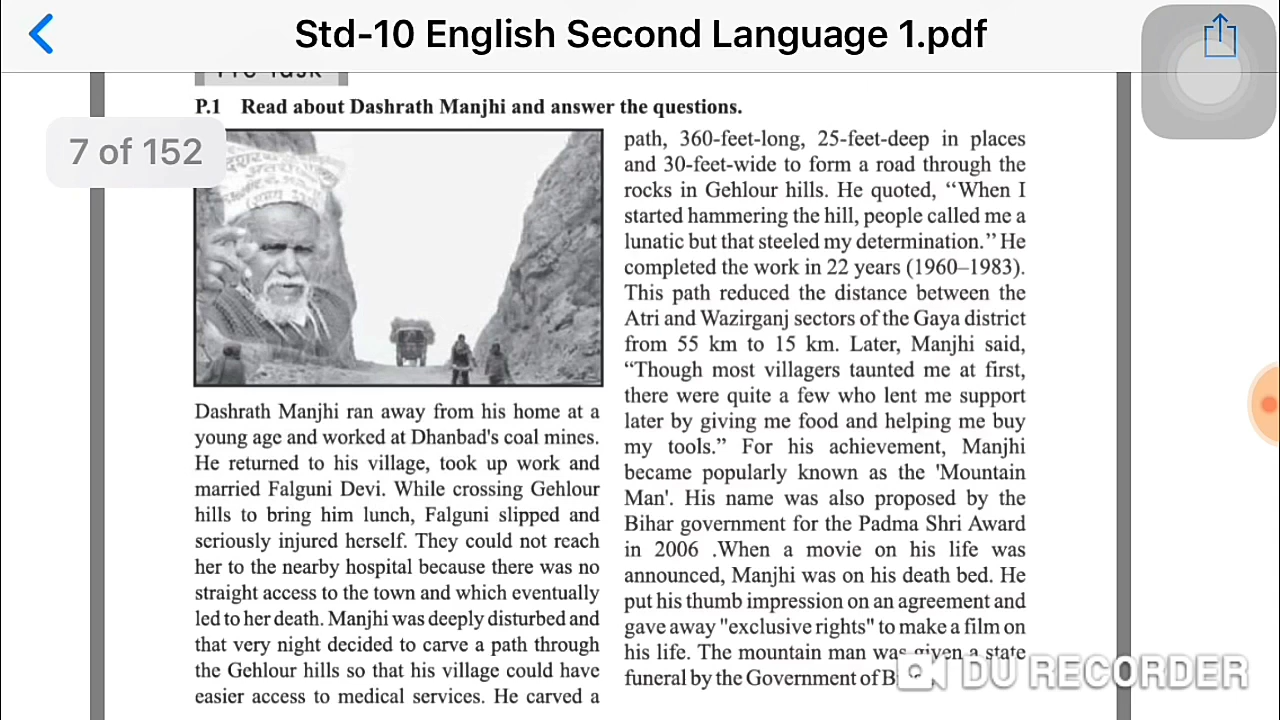 Std-10 English Second Language 1.pdf
P.1 Read about Dashrath Manjhi and answer the questions.
7 of 152
Dashrath Manjhi ran away from his home at a
young age and worked at Dhanbad's coal mines.
He returned to his village, took up work and
married Falguni Devi. While crossing Gehlour
hills to bring him lunch, Falguni slipped and
seriously injured herself. They could not reach
her to the nearby hospital because there was no
straight access to the town and which eventually
led to her death. Manjhi was deeply disturbed and
that very night decided to carve a path through
the Gehlour hills so that his village could have
easier access to medical services. He carved a
path, 360-feet-long, 25-feet-deep in places
and 30-feet-wide to form a road through the
rocks in Gehlour hills. He quoted, “When I
started hammering the hill, people called me a
lunatic but that steeled my determination.” He
completed the work in 22 years (1960–1983).
This path reduced the distance between the
Atri and Wazirganj sectors of the Gaya district
from 55 km to 15 km. Later, Manjhi said,
“Though most villagers taunted me at first,
there were quite a few who lent me support
later by giving me food and helping me buy
my tools.” For his achievement, Manjhi
became popularly known as the 'Mountain
Man'. His name was also proposed by the
Bihar government for the Padma Shri Award
in 2006 .When a movie on his life was
announced, Manjhi was on his death bed. He
put his thumb impression on an agreement and
gave away "exclusive rights" to make a film on
his life. The mountain man was given a state
funeral by the Government of
DU RECORDER